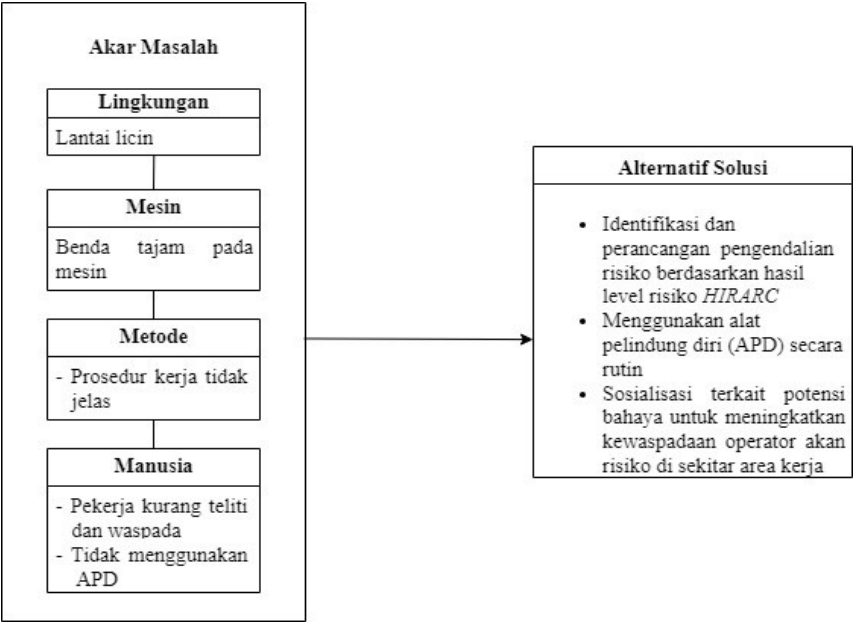 Akar Masalah
Lingkungan
Lantai licin
Mesin
Benda tajam pada
mesin
Metode
- Prosedur kerja tidak
jelas
Manusia
- Pekerja kurang teliti
dan waspada
- Tidak menggunakan
APD
Alternatif Solusi
• Identifikasi dan
perancangan pengendalian
risiko berdasarkan hasil
level risiko HIRARC
• Menggunakan alat
pelindung diri (APD) secara
rutin
• Sosialisasi terkait potensi
bahaya untuk meningkatkan
kewaspadaan operator akan
risiko di sekitar area kerja